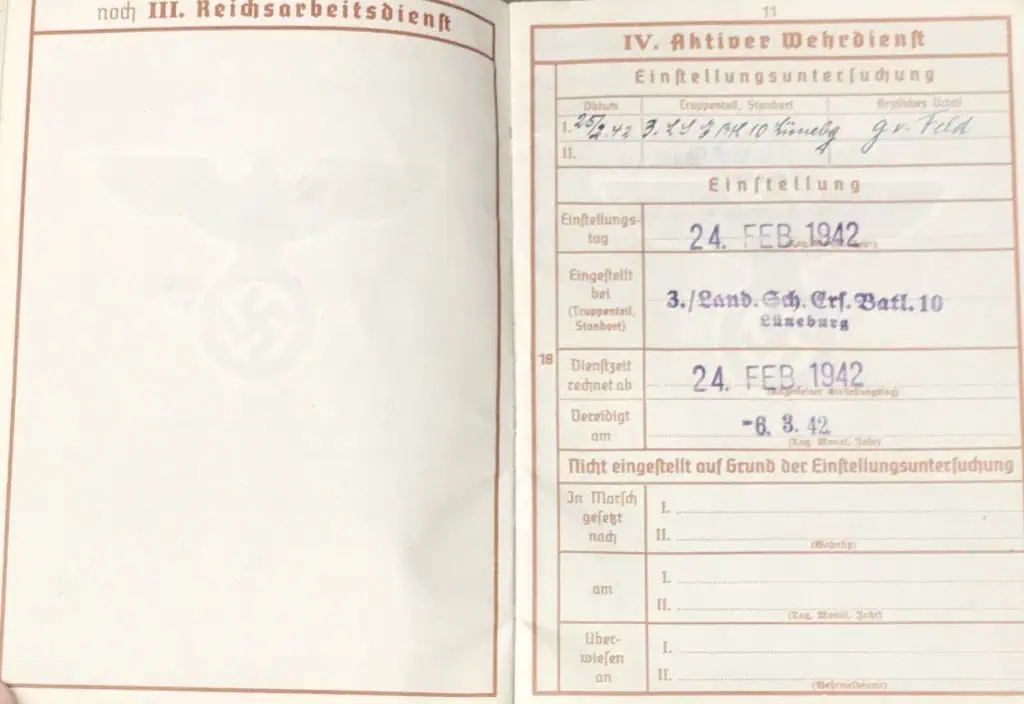 noch III. Reichsarbeitsdienst
11
IV. Aktiver Wehrdienst
Einstellungsuntersuchung
Datum Truppenteil, Standort Ärztliches Urteil
I. 25/2.42 3. LS 10 g.v. Feld
II.
Einstellung
Einstellungs-
tag
24. FEB. 1942
Eingestellt
bei
(Truppenteil,
Standort)
3./Land.Sch.Ers.Batl.10
Lüneburg
18
Dienstzeit
rechnet ab
24. FEB. 1942
Vereidigt
am
-6. 3. 42
(Tag, Monat, Jahr)
Nicht eingestellt auf Grund der Einstellungsuntersuchung
In Marsch
gesetzt
nach
I.
II.
am
I.
II.
(Tag, Monat, Jahr)
Über-
wiesen
an
I.
II.